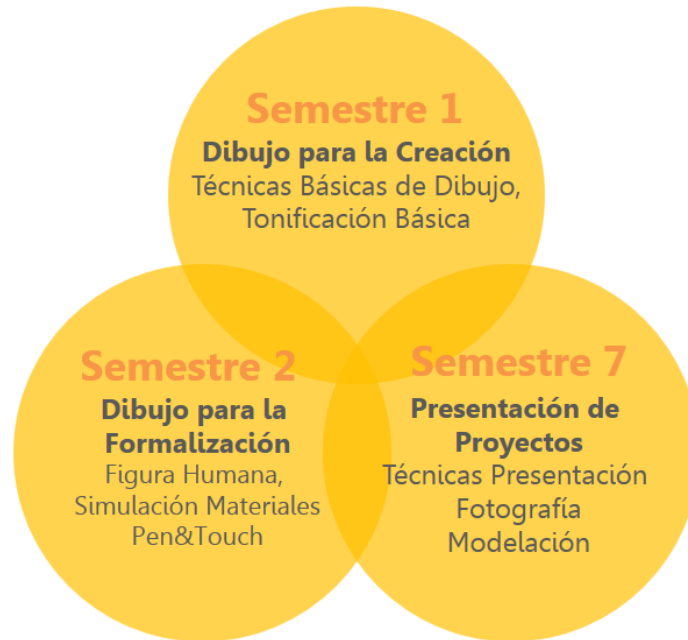 Semestre 1
Dibujo para la Creación
Técnicas Básicas de Dibujo,
Tonificación Básica
Semestre 2
Dibujo para la
Formalización
Figura Humana,
Simulación Materiales
Pen&Touch
Semestre 7
Presentación de
Proyectos
Técnicas Presentación
Fotografía
Modelación